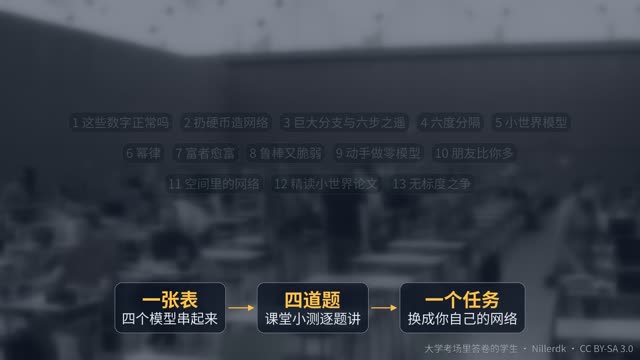 1 这些数字正常吗 2 扔硬币造网络 3 巨大分支与六步之遥 4 六度分隔 5 小世界模型
6 幂律 7 富者愈富 8 鲁棒又脆弱 9 动手做零模型 10 朋友比你多
11 空间里的网络 12 精读小世界论文 13 无标度之争
一张表 → 四道题 → 一个任务
四个模型串起来 课堂小测逐题讲 换成你自己的网络
大学考场里答卷的学生 · Nillerdk · CC BY-SA 3.0